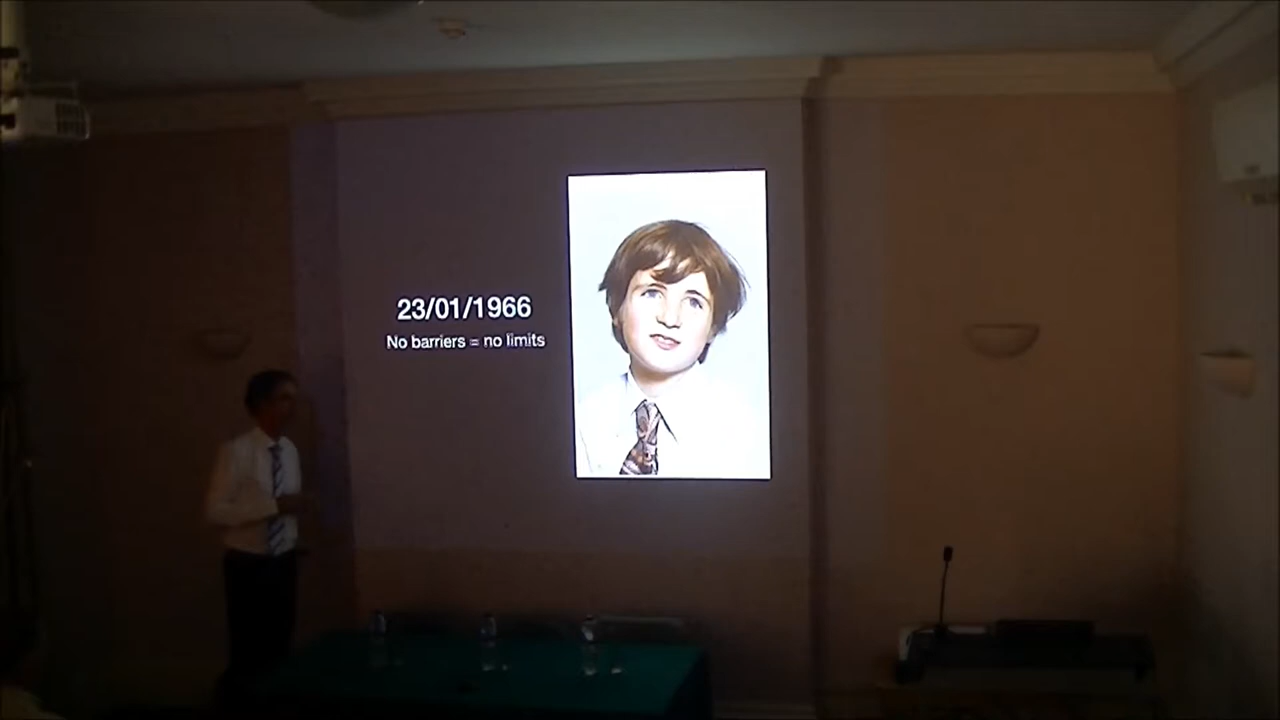 23/01/1966
No barriers = no limits